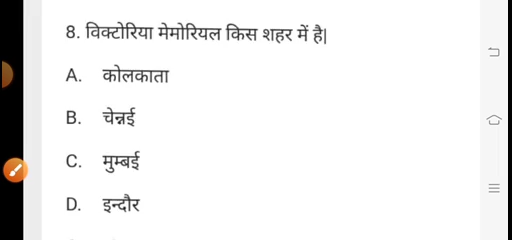 8. विक्टोरिया मेमोरियल किस शहर में है|
A. कोलकाता
B. चेन्नई
C. मुम्बई
D. इन्दौर